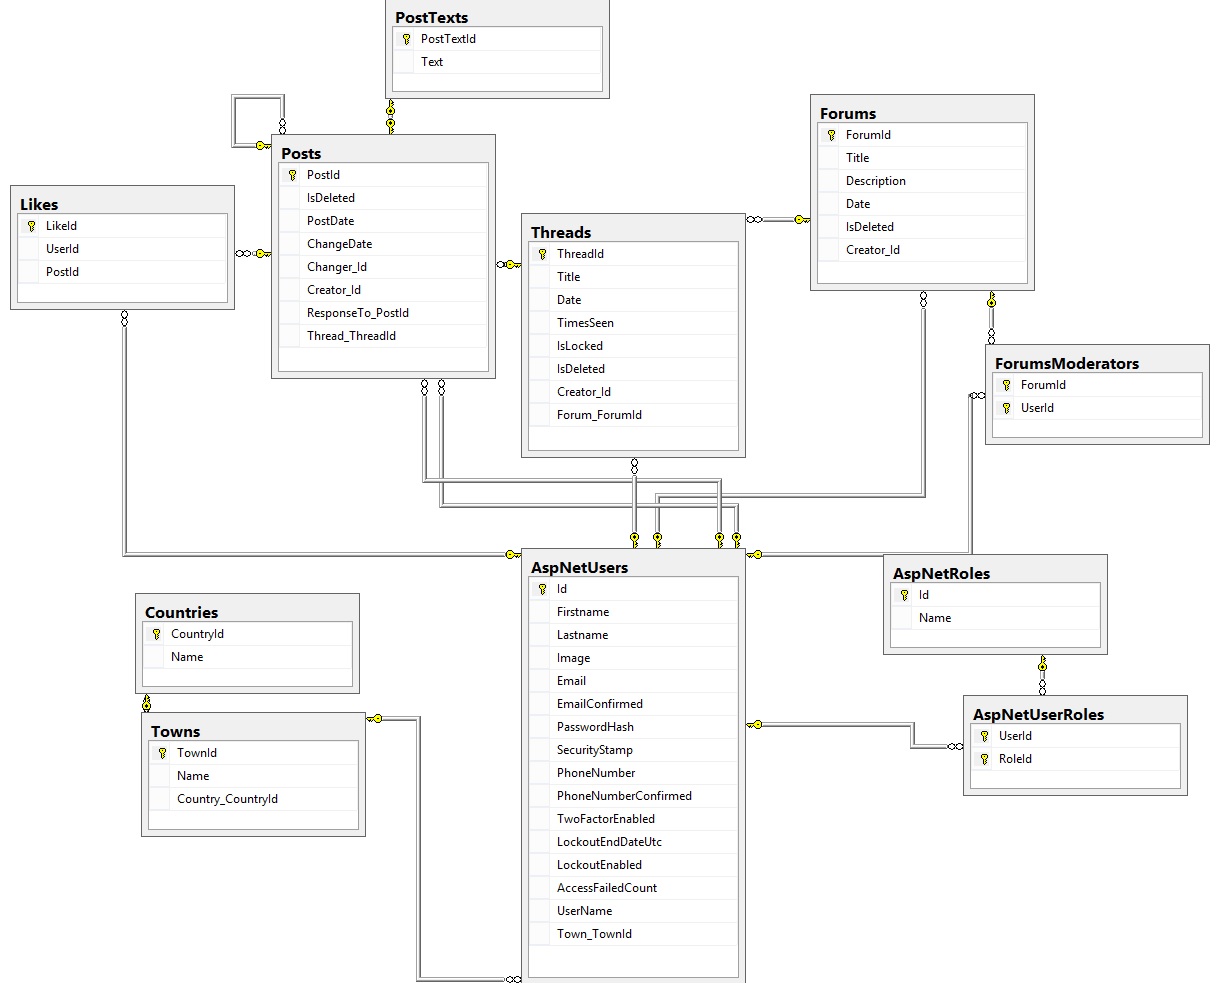 PostTexts
PostTextId
Text
Posts
PostId
IsDeleted
PostDate
ChangeDate
Changer_Id
Creator_Id
ResponseTo_PostId
Thread_ThreadId
Likes
LikeId
UserId
PostId
Threads
ThreadId
Title
Date
TimesSeen
IsLocked
IsDeleted
Creator_Id
Forum_ForumId
Forums
ForumId
Title
Description
Date
IsDeleted
Creator_Id
ForumsModerators
ForumId
UserId
AspNetUsers
Id
Firstname
Lastname
Image
Email
EmailConfirmed
PasswordHash
SecurityStamp
PhoneNumber
PhoneNumberConfirmed
TwoFactorEnabled
LockoutEndDateUtc
LockoutEnabled
AccessFailedCount
UserName
Town_TownId
Countries
CountryId
Name
Towns
TownId
Name
Country_CountryId
AspNetRoles
Id
Name
AspNetUserRoles
UserId
RoleId